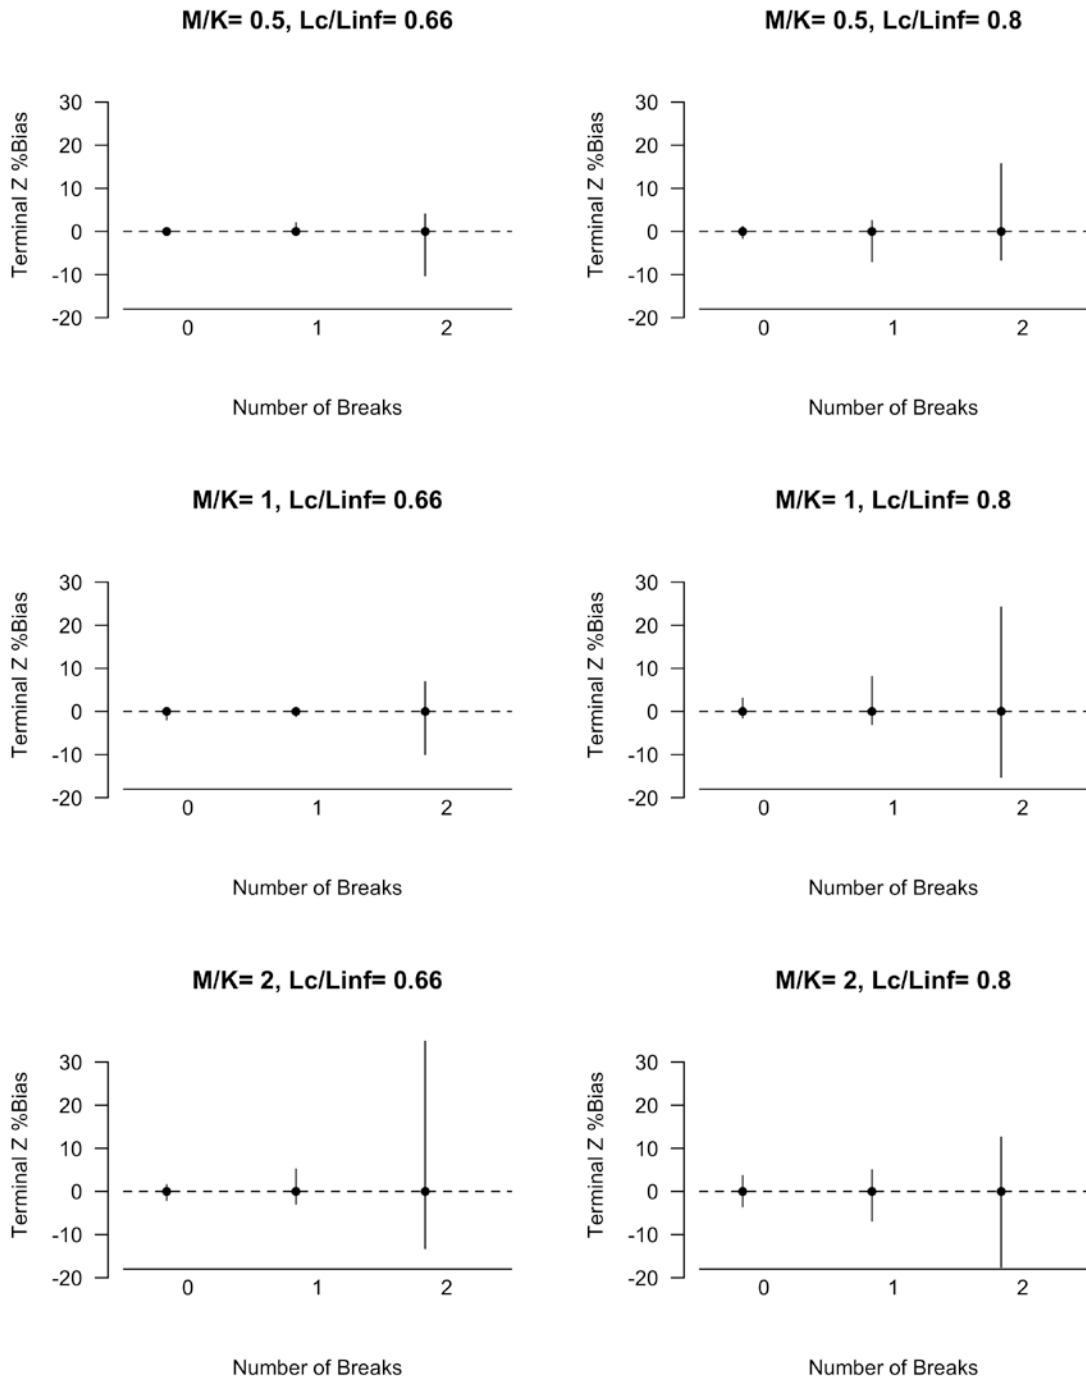 M/K= 0.5, Lc/Linf= 0.66
Terminal Z %Bias
30
20
10
0
-10
-20
0 1 2
Number of Breaks
M/K= 0.5, Lc/Linf= 0.8
Terminal Z %Bias
30
20
10
0
-10
-20
0 1 2
Number of Breaks
M/K= 1, Lc/Linf= 0.66
Terminal Z %Bias
30
20
10
0
-10
-20
0 1 2
Number of Breaks
M/K= 1, Lc/Linf= 0.8
Terminal Z %Bias
30
20
10
0
-10
-20
0 1 2
Number of Breaks
M/K= 2, Lc/Linf= 0.66
Terminal Z %Bias
30
20
10
0
-10
-20
0 1 2
Number of Breaks
M/K= 2, Lc/Linf= 0.8
Terminal Z %Bias
30
20
10
0
-10
-20
0 1 2
Number of Breaks